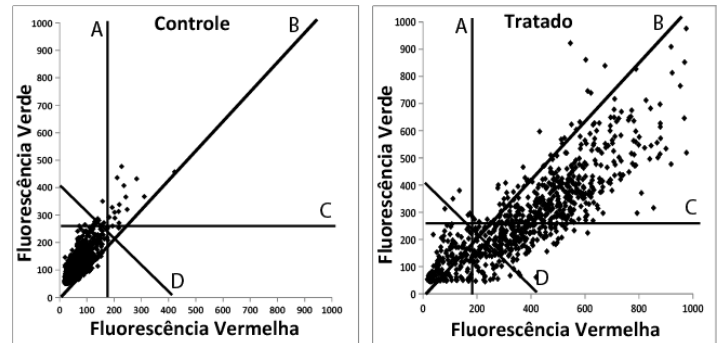 Controle
A
B
C
D
1000
900
800
700
600
500
400
300
200
100
0
0 100 200 300 400 500 600 700 800 900 1000
Fluorescência Verde
Fluorescência Vermelha
Tratado
A
B
C
D
1000
900
800
700
600
500
400
300
200
100
0
0 200 400 600 800 1000
Fluorescência Verde
Fluorescência Vermelha